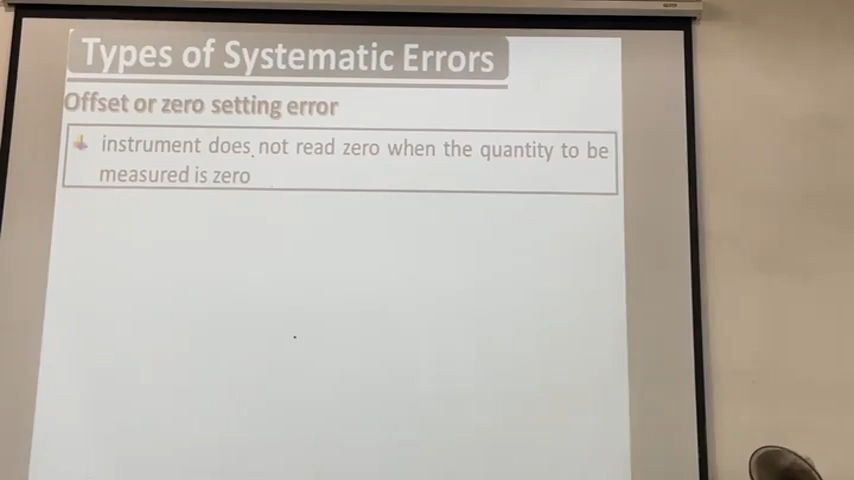 Types of Systematic Errors
Offset or zero setting error
instrument does not read zero when the quantity to be
measured is zero